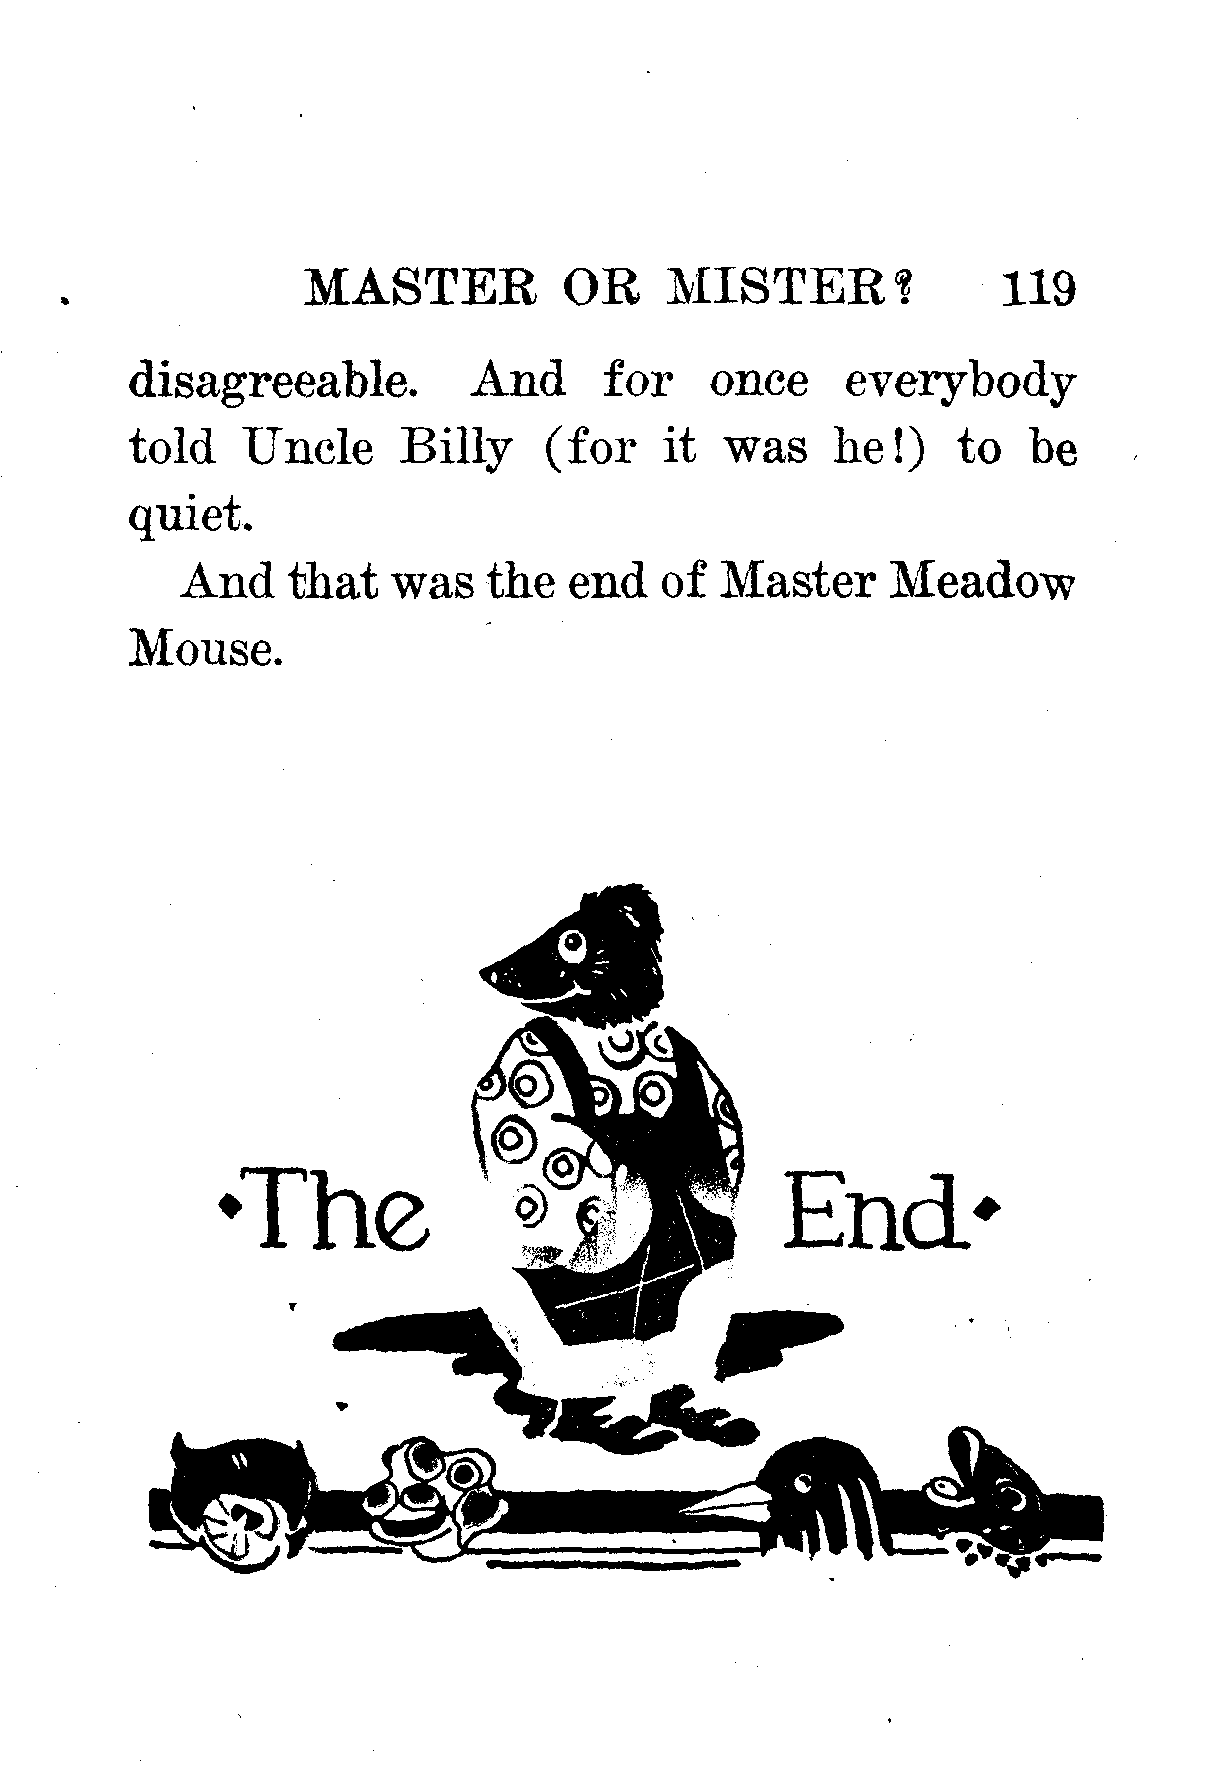 MASTER OR MISTER? 119
disagreeable. And for once everybody
told Uncle Billy (for it was he!) to be
quiet.
And that was the end of Master Meadow
Mouse.
·The End·